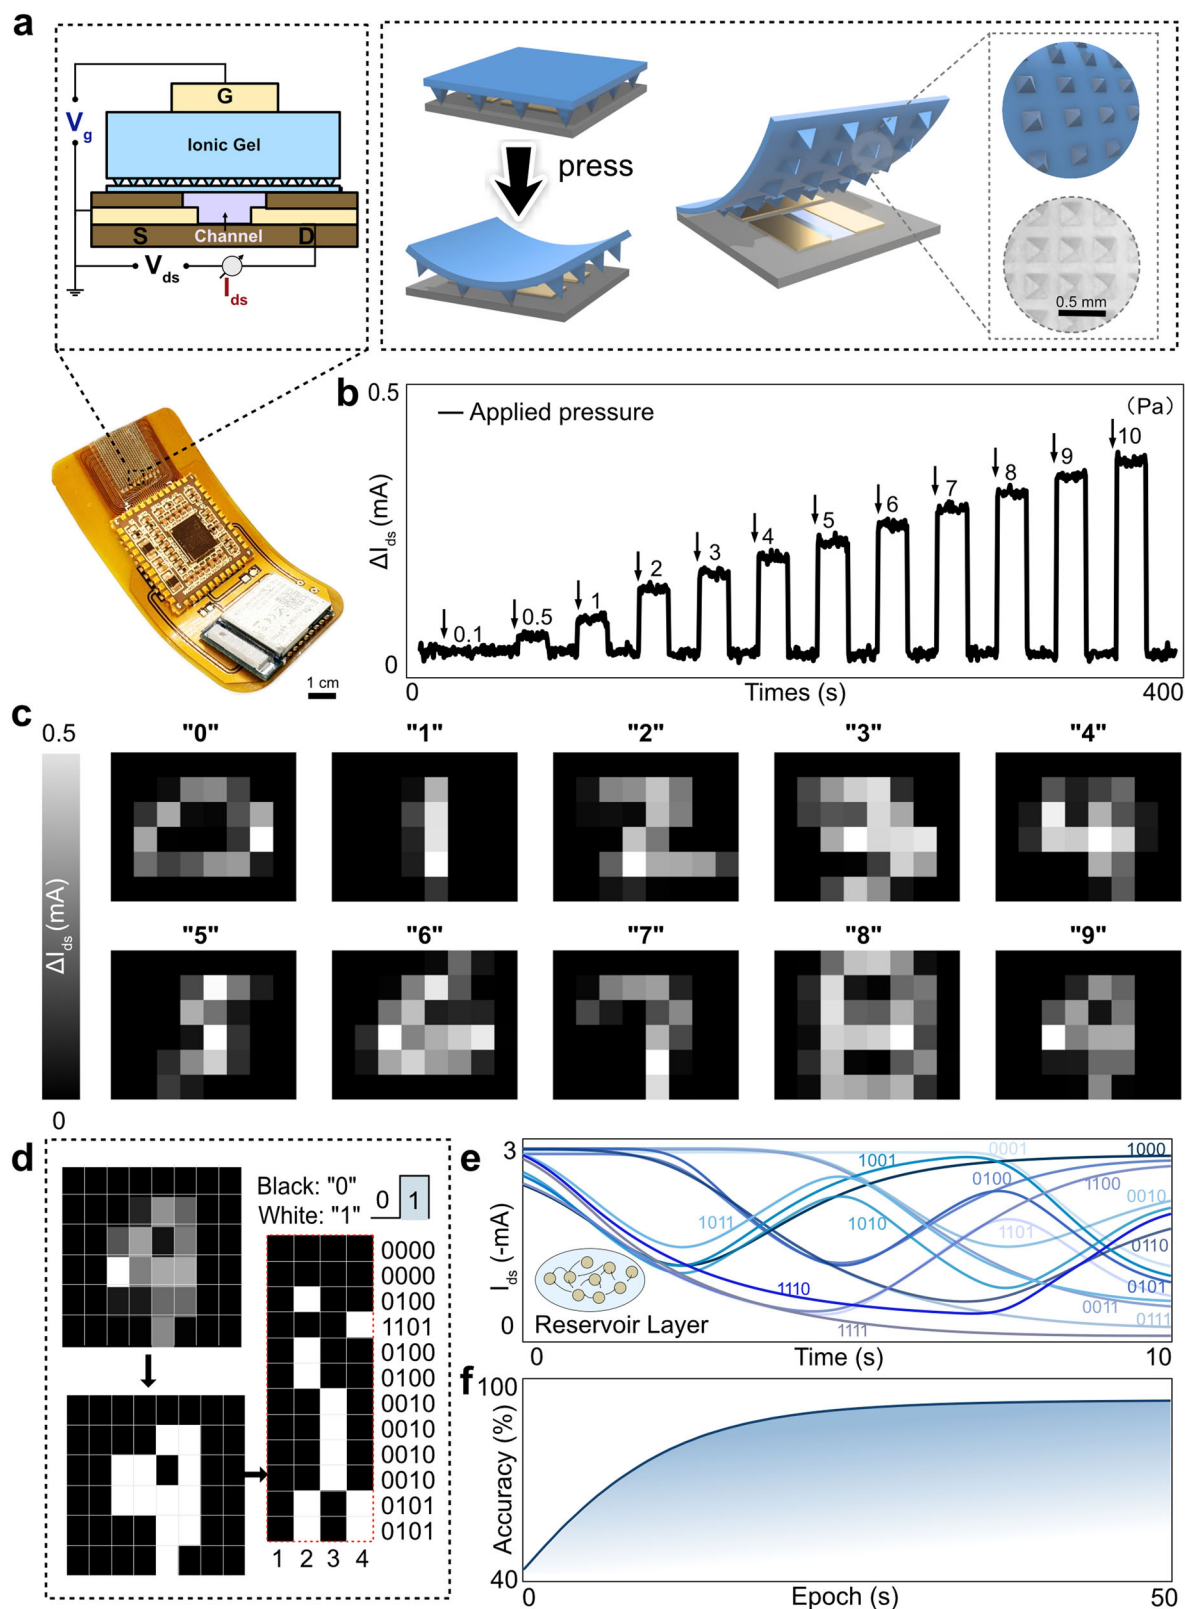 a
G
Vg
Ionic Gel
S
Channel
D
Vds
Ids
press
0.5 mm
1 cm
b
0.5
ΔIds (mA)
0
— Applied pressure
(Pa)
0.1
0.5
1
2
3
4
5
6
7
8
9
10
0
Times (s)
400
c
0.5
ΔIds (mA)
0
"0"
"1"
"2"
"3"
"4"
"5"
"6"
"7"
"8"
"9"
d
Black: "0"
White: "1"
0
1
0000
0000
0100
1101
0100
0100
0010
0010
0010
0010
0101
0101
1 2 3 4
e
3
Ids (-mA)
0
0001
1000
1001
0100
1100
0010
1011
1010
1101
0110
1110
0101
0011
0111
1111
Reservoir Layer
0
Time (s)
10
f
100
Accuracy (%)
40
0
Epoch (s)
50